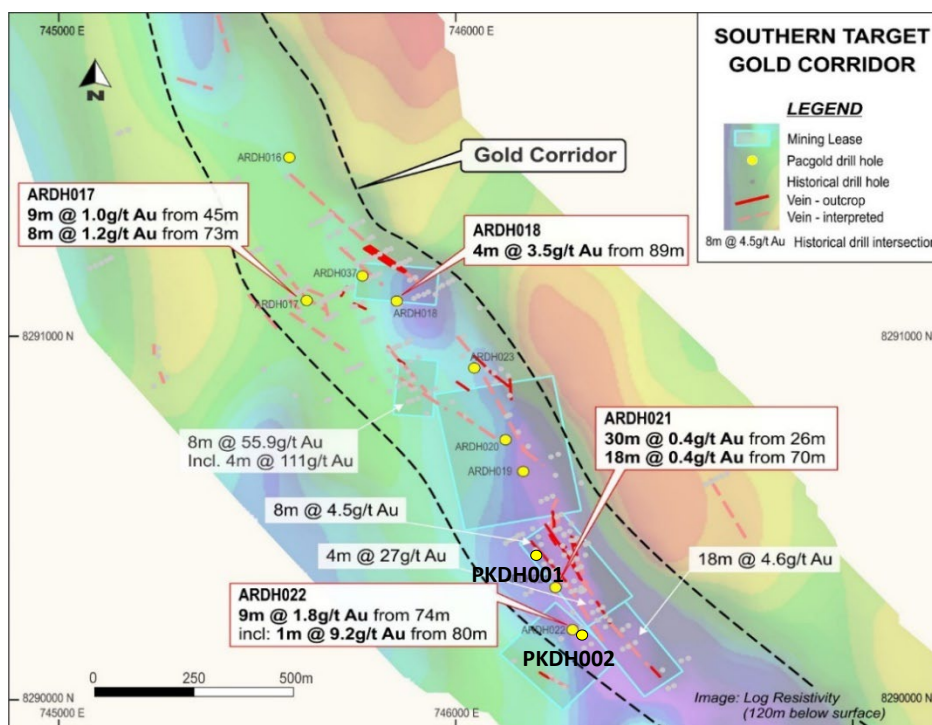 745000 E
746000 E
SOUTHERN TARGET
GOLD CORRIDOR
LEGEND
Mining Lease
Pacgold drill hole
Historical drill hole
Vein - outcrop
Vein - interpreted
8m @ 4.5g/t Au Historical drill intersection
N
ARDH016
Gold Corridor
ARDH017
9m @ 1.0g/t Au from 45m
8m @ 1.2g/t Au from 73m
ARDH018
4m @ 3.5g/t Au from 89m
ARDH037
ARDH017
ARDH018
8291000 N
8291000 N
ARDH023
8m @ 55.9g/t Au
Incl. 4m @ 111g/t Au
ARDH020
ARDH019
ARDH021
30m @ 0.4g/t Au from 26m
18m @ 0.4g/t Au from 70m
8m @ 4.5g/t Au
4m @ 27g/t Au
18m @ 4.6g/t Au
PKDH001
ARDH022
9m @ 1.8g/t Au from 74m
incl: 1m @ 9.2g/t Au from 80m
ARDH022
PKDH002
0 250 500m
8290000 N
8290000 N
Image: Log Resistivity
(120m below surface)
745000 E
746000 E